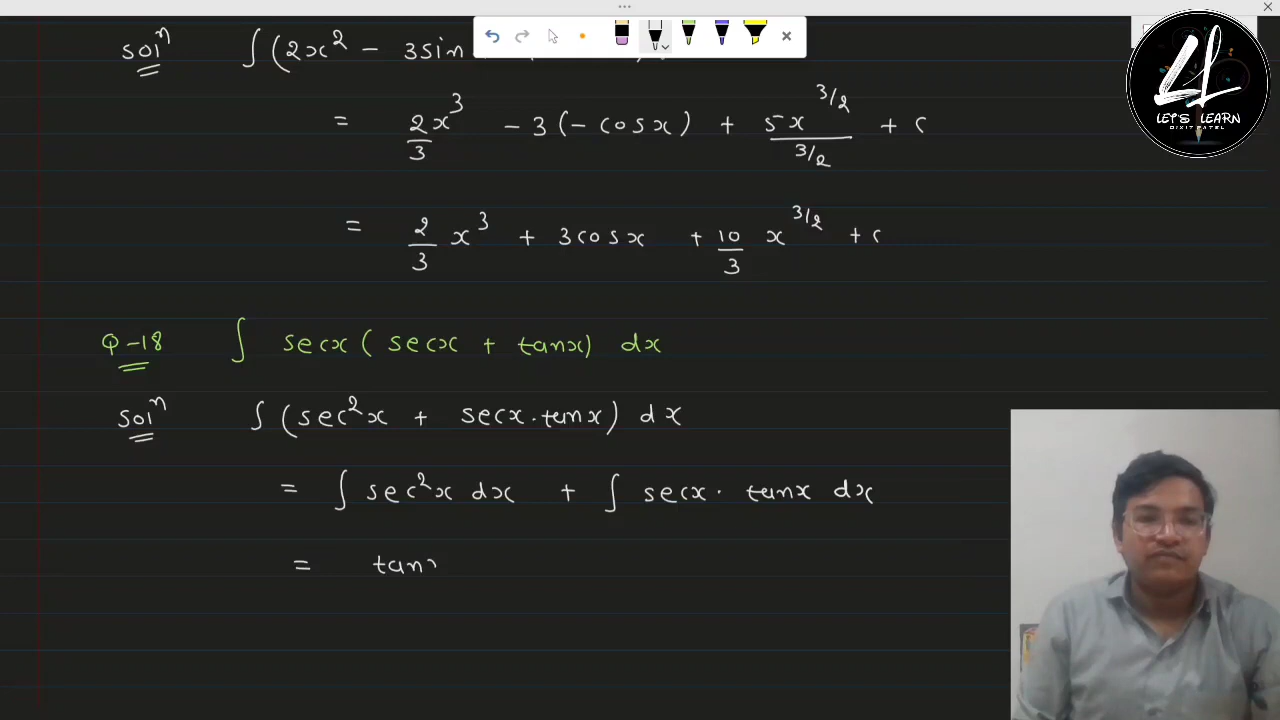 Solⁿ ∫(2x² - 3sin
= 2x³/3 - 3(-cosx) + 5x^3/2 / 3/2 + c
= 2/3 x³ + 3cosx + 10/3 x^3/2 + c
Q-18 ∫ secx(secx + tanx) dx
Solⁿ ∫(sec²x + secx.tanx) dx
= ∫ sec²x dx + ∫ secx. tanx dx
= tan
LET'S LEARN
DIXIT PATEL